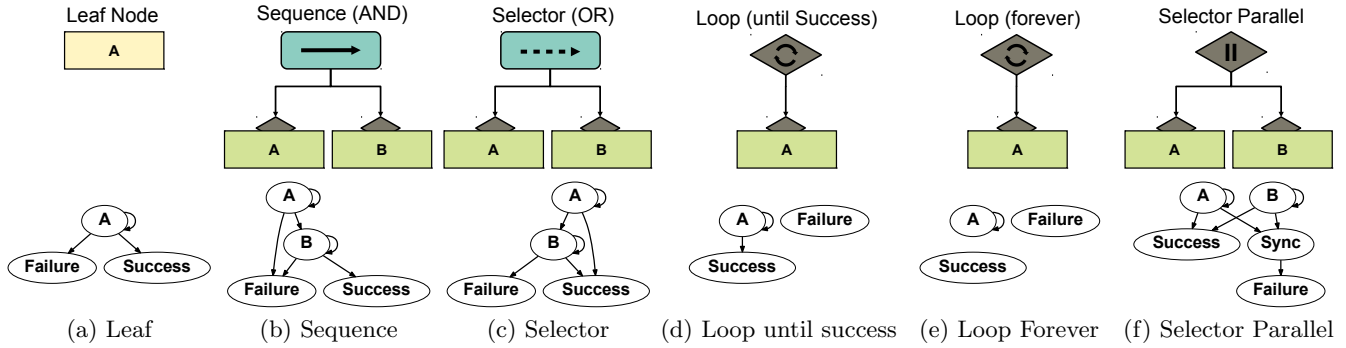 Leaf Node
Sequence (AND)
Selector (OR)
Loop (until Success)
Loop (forever)
Selector Parallel
A
A
B
A
B
A
A
A
B
A
Failure
Success
A
B
Failure
Success
A
B
Failure
Success
A
Failure
Success
A
Failure
Success
A
B
Success
Sync
Failure
(a) Leaf
(b) Sequence
(c) Selector
(d) Loop until success
(e) Loop Forever
(f) Selector Parallel